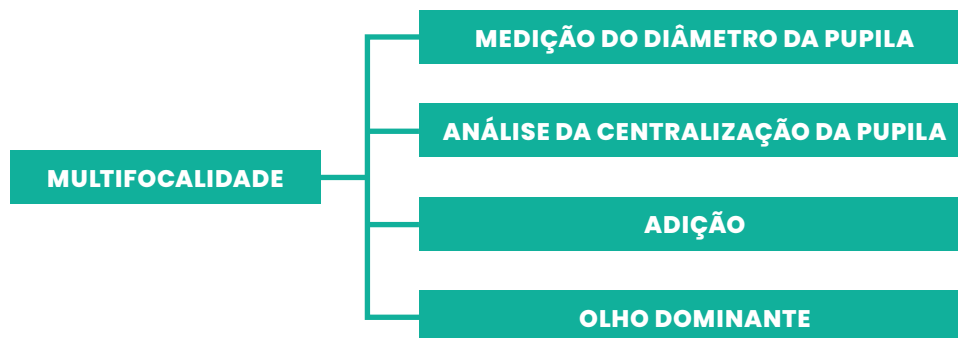 MEDIÇÃO DO DIÂMETRO DA PUPILA
ANÁLISE DA CENTRALIZAÇÃO DA PUPILA
MULTIFOCALIDADE
ADIÇÃO
OLHO DOMINANTE